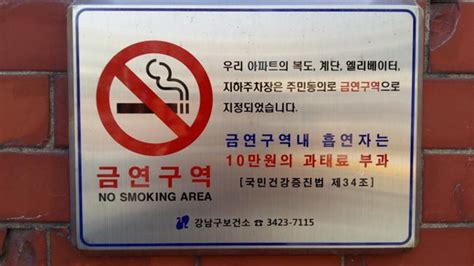 우리 아파트의 복도, 계단, 엘리베이터,
지하주차장은 주민동의로 금연구역으로
지정되었습니다.
금연구역내 흡연자는
10만원의 과태료 부과
[국민건강증진법 제34조]
금연구역
NO SMOKING AREA
강남구보건소 ☎ 3423-7115